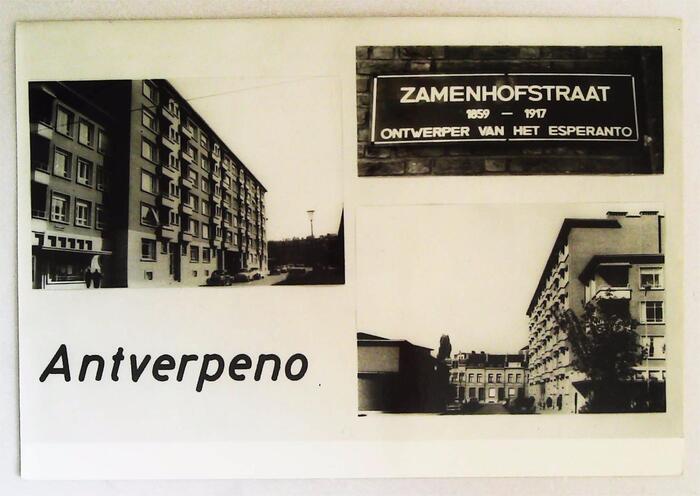 ZAMENHOFSTRAAT
1859 — 1917
ONTWERPER VAN HET ESPERANTO
Antverpeno